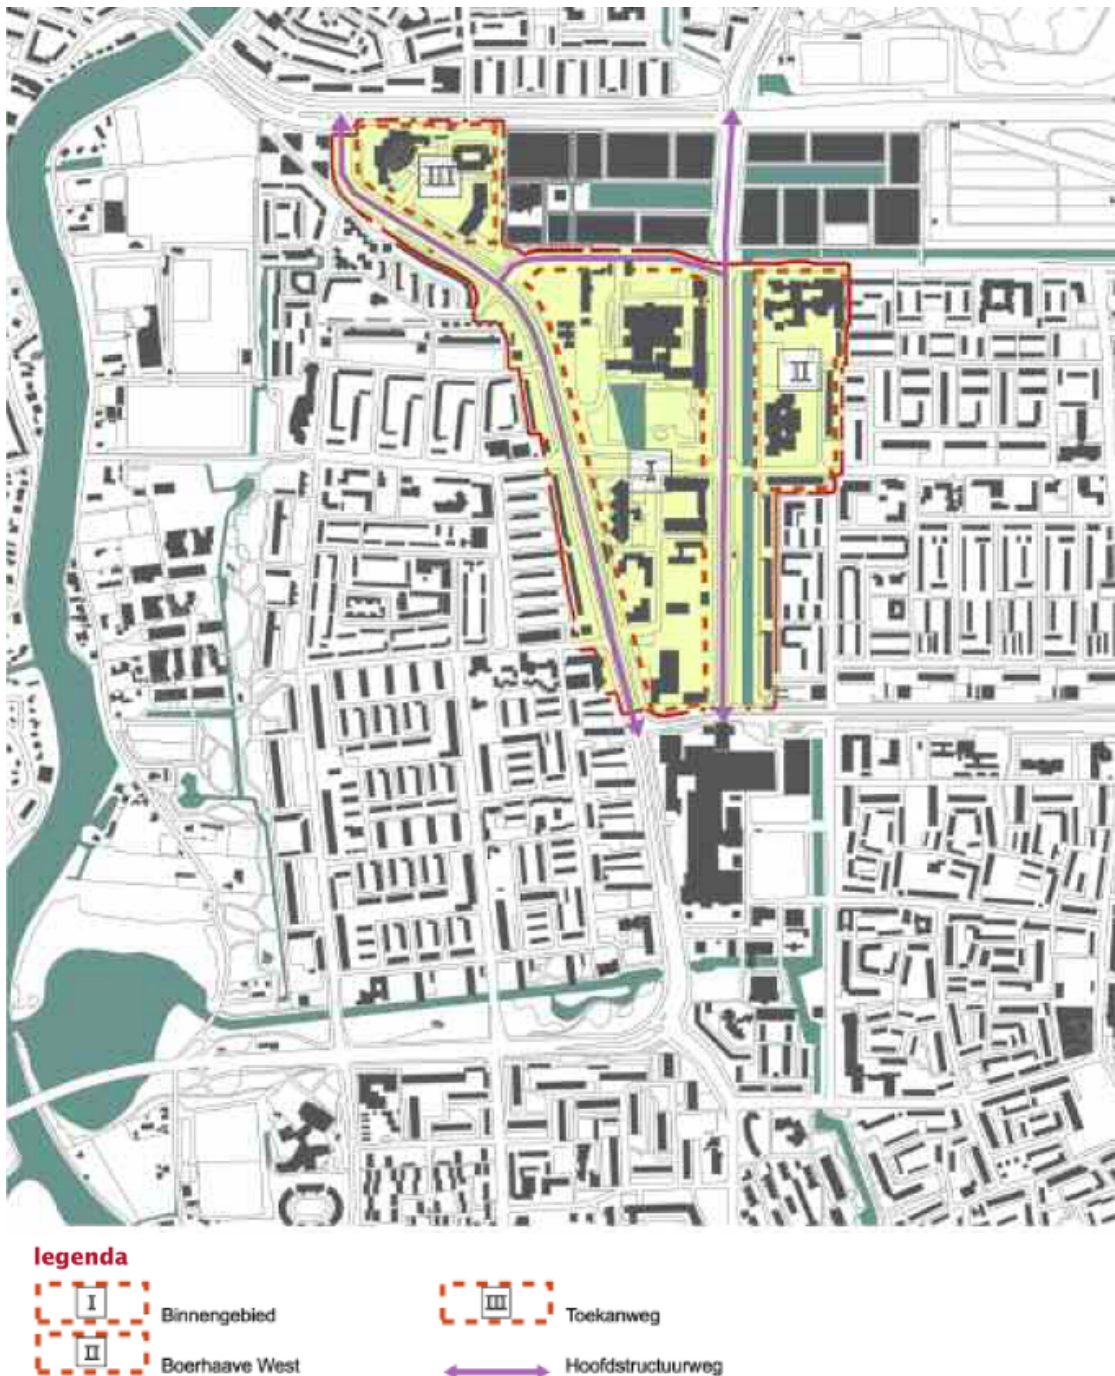 III
II
I
legenda
I Binnengebied
III Toekanweg
II Boerhaave West
Hoofdstructuurweg